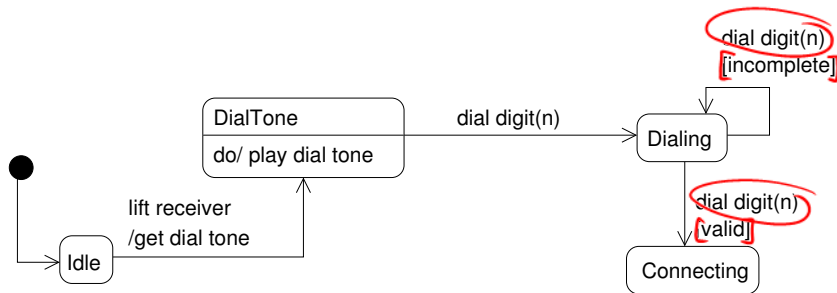 dial digit(n)
[incomplete]
DialTone
do/ play dial tone
dial digit(n)
Dialing
lift receiver
/get dial tone
Idle
dial digit(n)
[valid]
Connecting